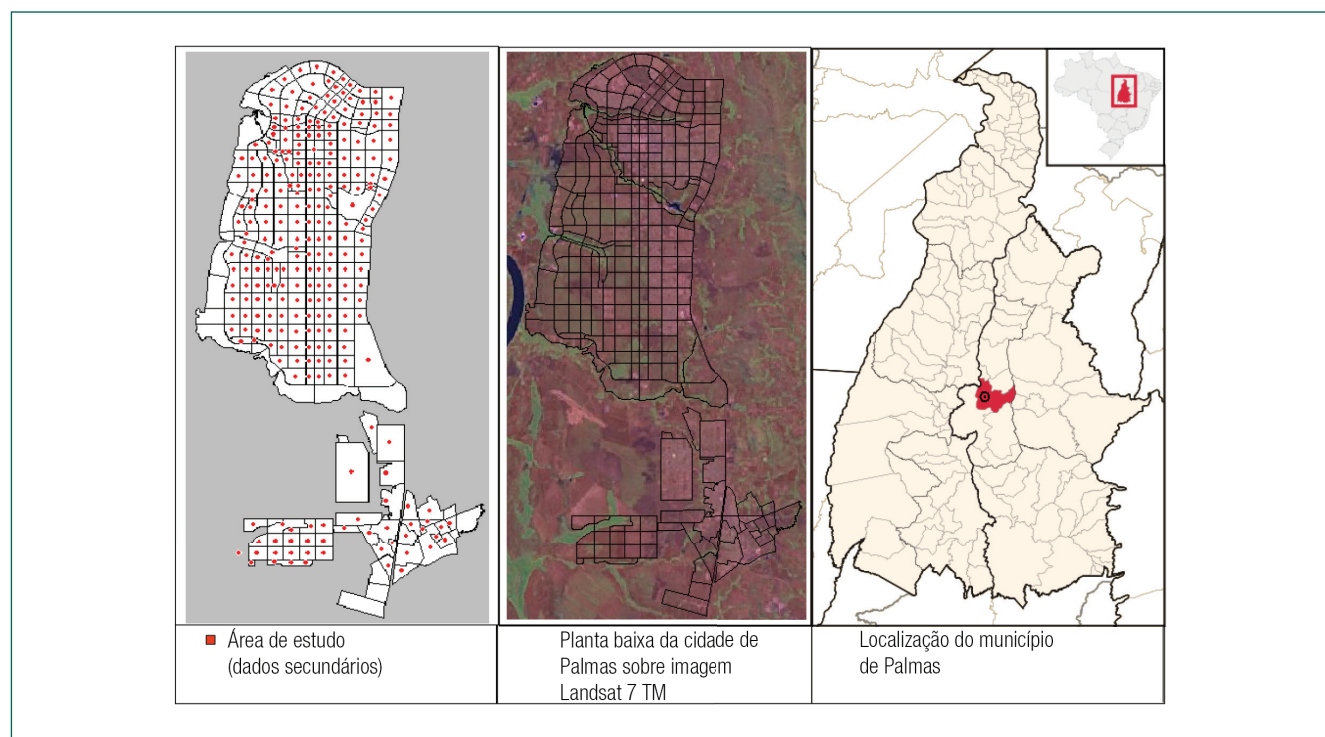 Área de estudo
(dados secundários)
Planta baixa da cidade de
Palmas sobre imagem
Landsat 7 TM
Localização do município
de Palmas